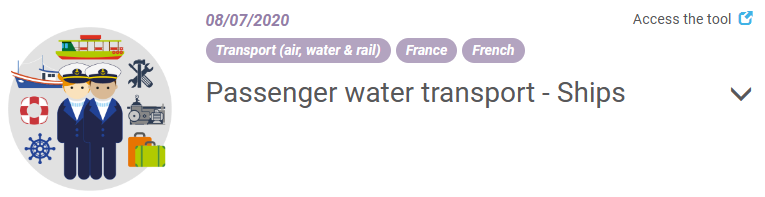 08/07/2020
Access the tool
Transport (air, water & rail) France French
Passenger water transport - Ships